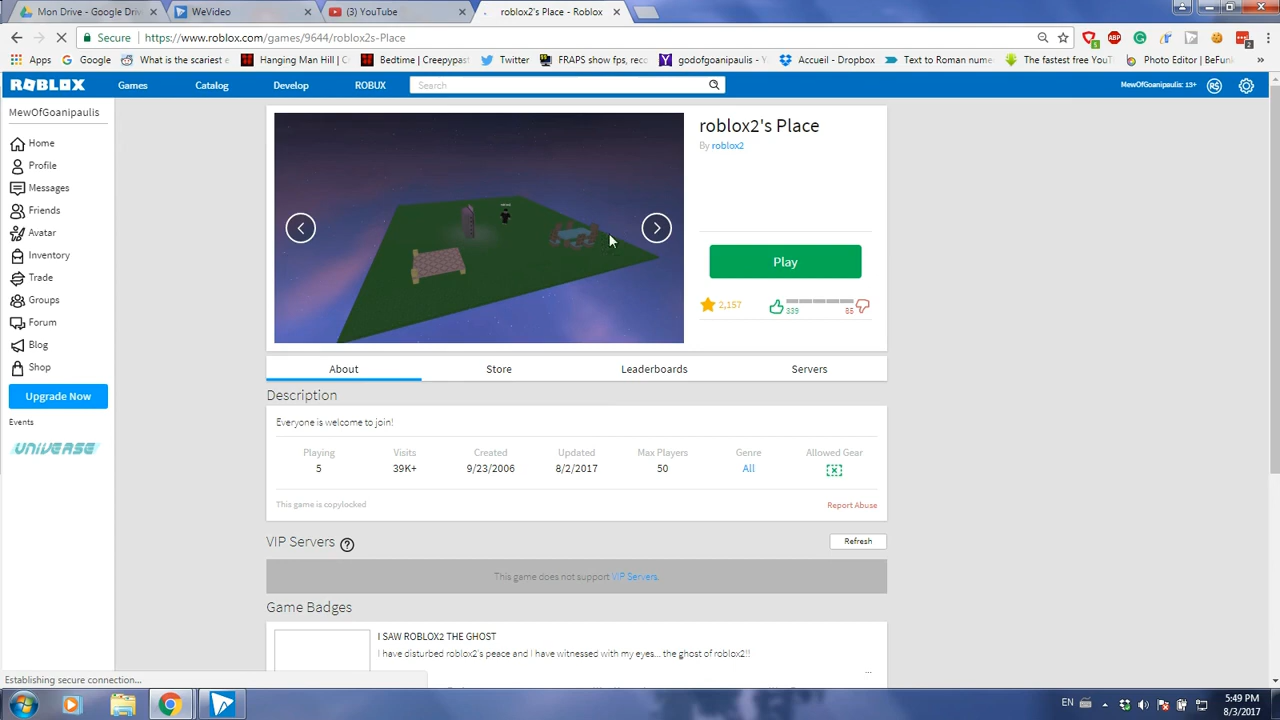 Mon Drive - Google Driv
WeVideo
(3) YouTube
roblox2's Place - Roblox
Secure
https://www.roblox.com/games/9644/roblox2s-Place
Apps
Google
What is the scariest e
Hanging Man Hill | C
Bedtime | Creepypast
Twitter
FRAPS show fps, reco
godofgoanipaulis - Y
Accueil - Dropbox
Text to Roman nume
The fastest free YouT
Photo Editor | BeFun
ROBLOX
Games
Catalog
Develop
ROBUX
Search
MewOfGoanipaulis: 13+
MewOfGoanipaulis
Home
Profile
Messages
Friends
Avatar
Inventory
Trade
Groups
Forum
Blog
Shop
Upgrade Now
Events
UNIVERSE
roblox2's Place
By roblox2
Play
2,157
339
85
About
Store
Leaderboards
Servers
Description
Everyone is welcome to join!
Playing
Visits
Created
Updated
Max Players
Genre
Allowed Gear
5
39K+
9/23/2006
8/2/2017
50
All
This game is copylocked
Report Abuse
VIP Servers
Refresh
This game does not support VIP Servers.
Game Badges
I SAW ROBLOX2 THE GHOST
I have disturbed roblox2's peace and I have witnessed with my eyes... the ghost of roblox2!!
...
Establishing secure connection...
EN
5:49 PM
8/3/2017